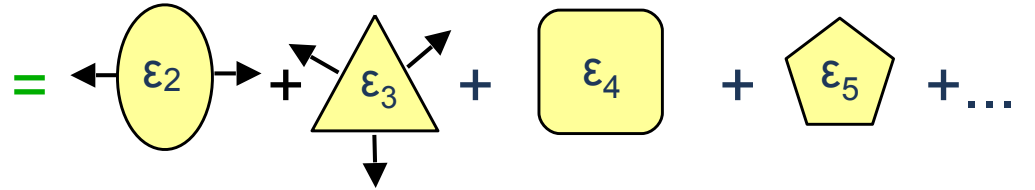 = ε2 + ε3 + ε4 + ε5 +....